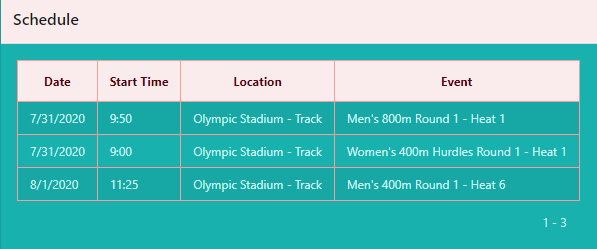 Schedule
Date Start Time Location Event
7/31/2020 9:50 Olympic Stadium - Track Men's 800m Round 1 - Heat 1
7/31/2020 9:00 Olympic Stadium - Track Women's 400m Hurdles Round 1 - Heat 1
8/1/2020 11:25 Olympic Stadium - Track Men's 400m Round 1 - Heat 6
1 - 3